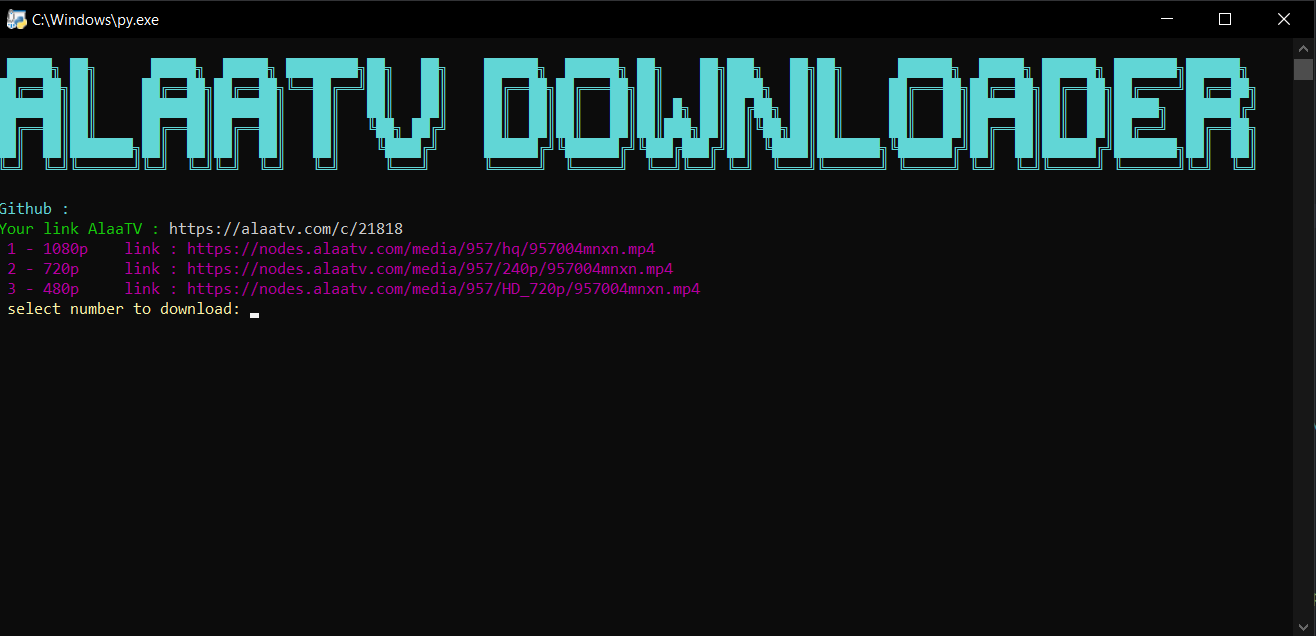 C:\Windows\py.exe
ALAATV DOWNLOADER
Github :
Your link AlaaTV : https://alaatv.com/c/21818
1 - 1080p link : https://nodes.alaatv.com/media/957/hq/957004mnxn.mp4
2 - 720p link : https://nodes.alaatv.com/media/957/240p/957004mnxn.mp4
3 - 480p link : https://nodes.alaatv.com/media/957/HD_720p/957004mnxn.mp4
select number to download: